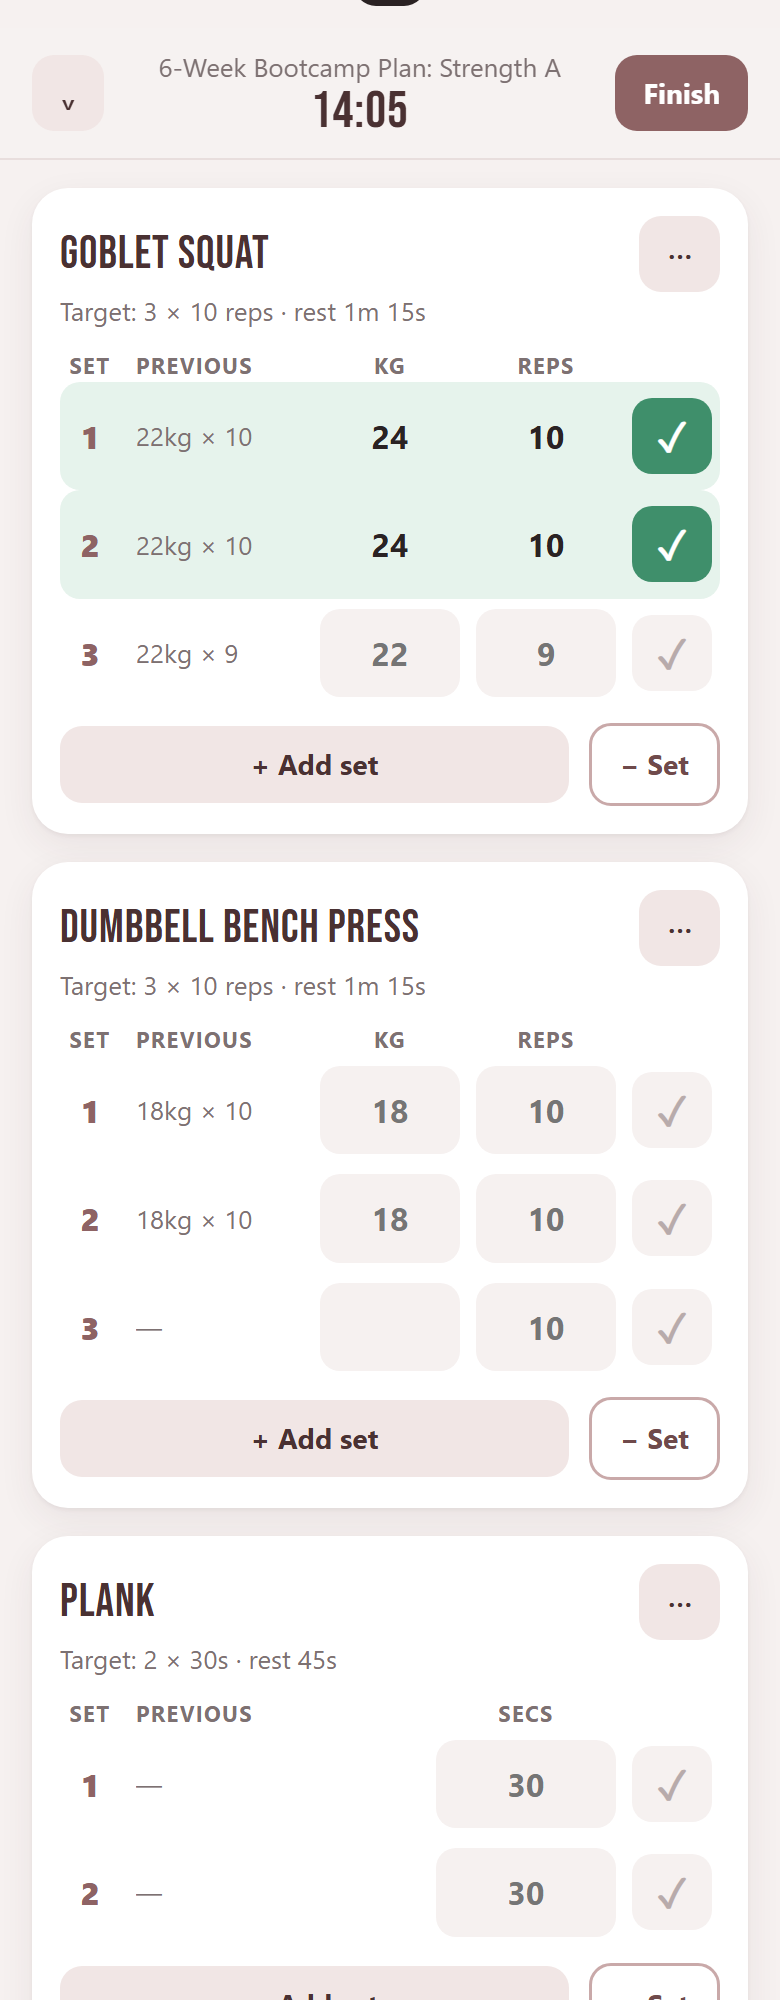 6-Week Bootcamp Plan: Strength A
v
14:05
Finish
GOBLET SQUAT
...
Target: 3 × 10 reps · rest 1m 15s
SET PREVIOUS KG REPS
1 22kg × 10 24 10 ✓
2 22kg × 10 24 10 ✓
3 22kg × 9 22 9 ✓
+ Add set – Set
DUMBBELL BENCH PRESS
...
Target: 3 × 10 reps · rest 1m 15s
SET PREVIOUS KG REPS
1 18kg × 10 18 10 ✓
2 18kg × 10 18 10 ✓
3 — 10 ✓
+ Add set – Set
PLANK
...
Target: 2 × 30s · rest 45s
SET PREVIOUS SECS
1 — 30 ✓
2 — 30 ✓